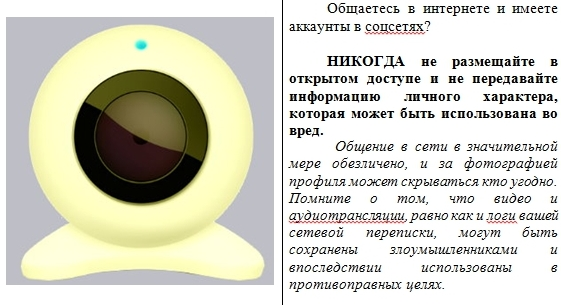 Общаетесь в интернете и имеете
аккаунты в соцсетях?
НИКОГДА не размещайте в
открытом доступе и не передавайте
информацию личного характера,
которая может быть использована во
вред.
Общение в сети в значительной
мере обезличено, и за фотографией
профиля может скрываться кто угодно.
Помните о том, что видео и
аудиотрансляции, равно как и логи вашей
сетевой переписки, могут быть
сохранены злоумышленниками и
впоследствии использованы в
противоправных целях.